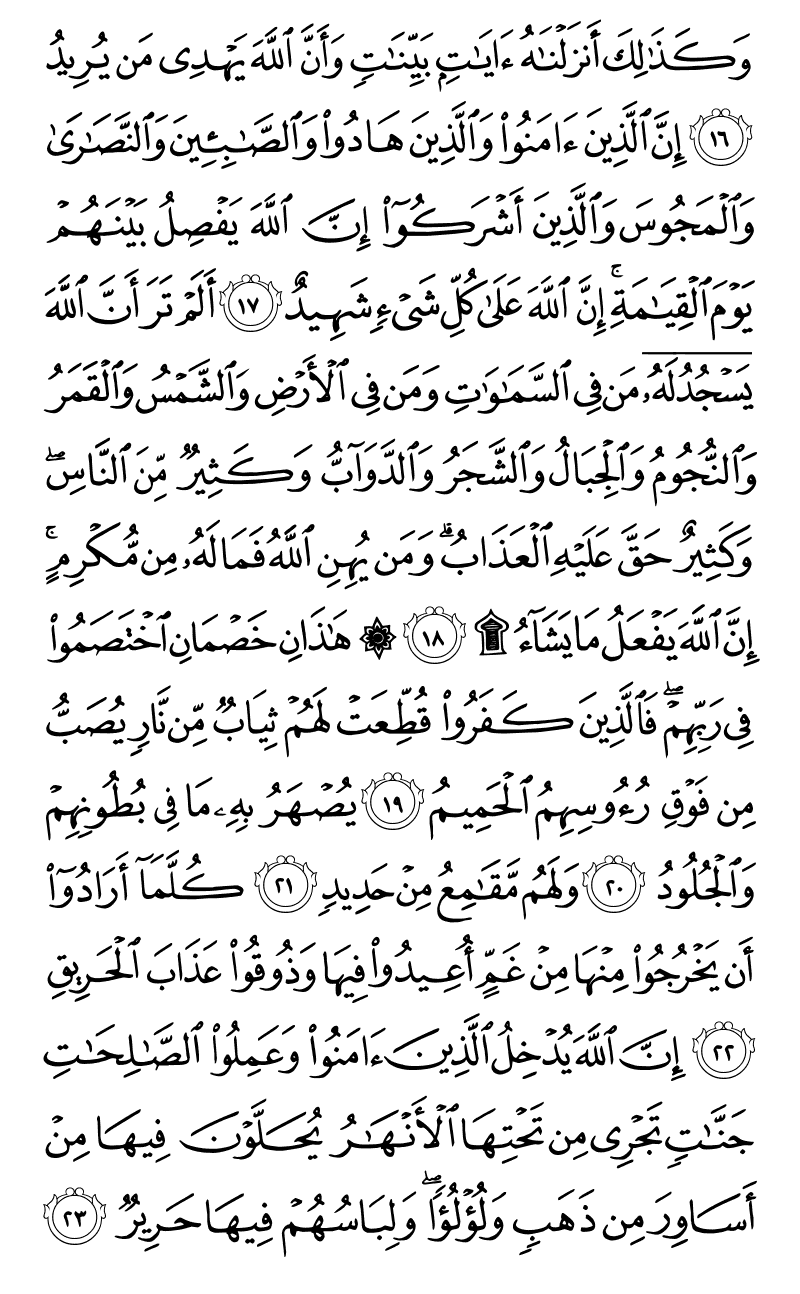 وَكَذَٰلِكَ أَنزَلْنَٰهُ ءَايَٰتٍۭ بَيِّنَٰتٍ وَأَنَّ ٱللَّهَ يَهْدِى مَن يُرِيدُ
١٦ إِنَّ ٱلَّذِينَ ءَامَنُوا۟ وَٱلَّذِينَ هَادُوا۟ وَٱلصَّٰبِـِٔينَ وَٱلنَّصَٰرَىٰ
وَٱلْمَجُوسَ وَٱلَّذِينَ أَشْرَكُوٓا۟ إِنَّ ٱللَّهَ يَفْصِلُ بَيْنَهُمْ
يَوْمَ ٱلْقِيَٰمَةِ ۚ إِنَّ ٱللَّهَ عَلَىٰ كُلِّ شَىْءٍ شَهِيدٌ ١٧ أَلَمْ تَرَ أَنَّ ٱللَّهَ
يَسْجُدُ لَهُۥ مَن فِى ٱلسَّمَٰوَٰتِ وَمَن فِى ٱلْأَرْضِ وَٱلشَّمْسُ وَٱلْقَمَرُ
وَٱلنُّجُومُ وَٱلْجِبَالُ وَٱلشَّجَرُ وَٱلدَّوَآبُّ وَكَثِيرٌ مِّنَ ٱلنَّاسِ ۖ
وَكَثِيرٌ حَقَّ عَلَيْهِ ٱلْعَذَابُ ۗ وَمَن يُهِنِ ٱللَّهُ فَمَا لَهُۥ مِن مُّكْرِمٍ ۚ
إِنَّ ٱللَّهَ يَفْعَلُ مَا يَشَآءُ ۩ ١٨ ۞ هَٰذَانِ خَصْمَانِ ٱخْتَصَمُوا۟
فِى رَبِّهِمْ ۖ فَٱلَّذِينَ كَفَرُوا۟ قُطِّعَتْ لَهُمْ ثِيَابٌ مِّن نَّارٍ يُصَبُّ
مِن فَوْقِ رُءُوسِهِمُ ٱلْحَمِيمُ ١٩ يُصْهَرُ بِهِۦ مَا فِى بُطُونِهِمْ
وَٱلْجُلُودُ ٢٠ وَلَهُم مَّقَٰمِعُ مِنْ حَدِيدٍ ٢١ كُلَّمَآ أَرَادُوٓا۟
أَن يَخْرُجُوا۟ مِنْهَا مِنْ غَمٍّ أُعِيدُوا۟ فِيهَا وَذُوقُوا۟ عَذَابَ ٱلْحَرِيقِ
٢٢ إِنَّ ٱللَّهَ يُدْخِلُ ٱلَّذِينَ ءَامَنُوا۟ وَعَمِلُوا۟ ٱلصَّٰلِحَٰتِ
جَنَّٰتٍ تَجْرِى مِن تَحْتِهَا ٱلْأَنْهَٰرُ يُحَلَّوْنَ فِيهَا مِنْ
أَسَاوِرَ مِن ذَهَبٍ وَلُؤْلُؤًا ۖ وَلِبَاسُهُمْ فِيهَا حَرِيرٌ ٢٣